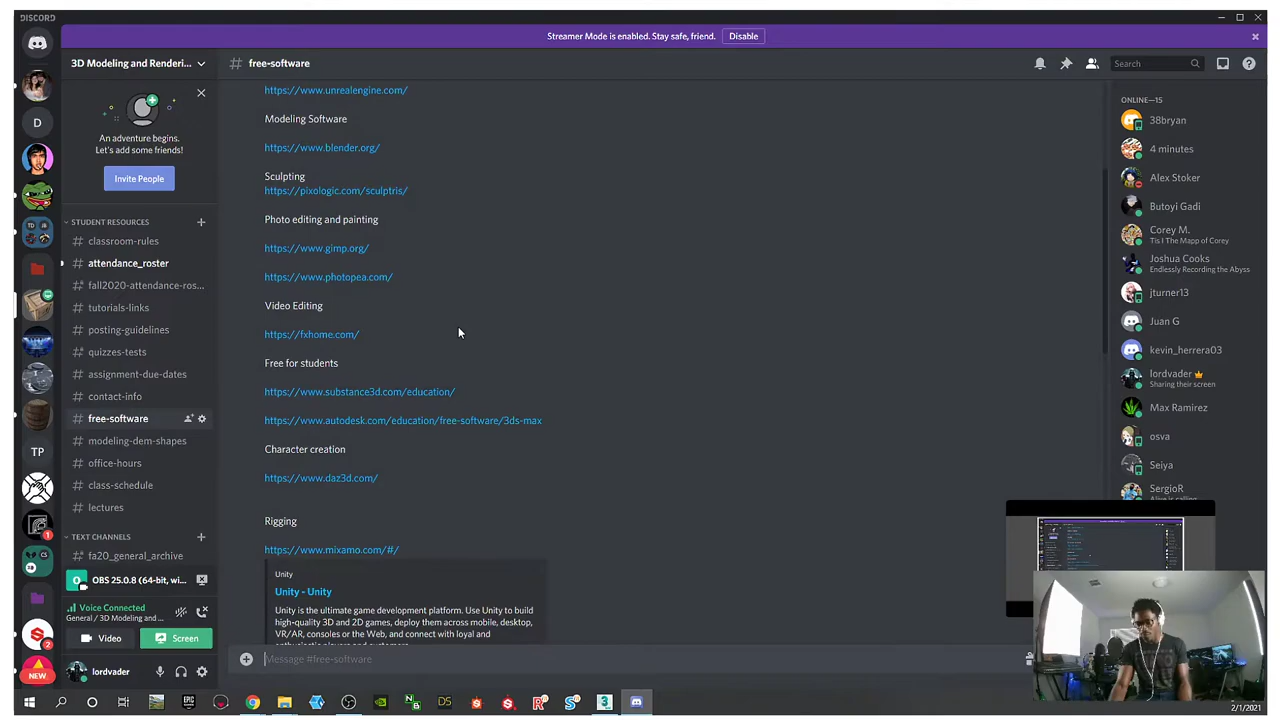 DISCORD
Streamer Mode is enabled. Stay safe, friend.
Disable
3D Modeling and Renderi...
# free-software
Search
An adventure begins.
Let's add some friends!
Invite People
STUDENT RESOURCES
# classroom-rules
# attendance_roster
# fall2020-attendance-ros...
# tutorials-links
# posting-guidelines
# quizzes-tests
# assignment-due-dates
# contact-info
# free-software
# modeling-dem-shapes
# office-hours
# class-schedule
# lectures
TEXT CHANNELS
# fa20_general_archive
OBS 25.0.8 (64-bit, wi...
Voice Connected
General / 3D Modeling and ...
Video
Screen
lordvader
D
TD
JB
TP
1
CS
2
NEW
https://www.unrealengine.com/
Modeling Software
https://www.blender.org/
Sculpting
https://pixologic.com/sculptris/
Photo editing and painting
https://www.gimp.org/
https://www.photopea.com/
Video Editing
https://fxhome.com/
Free for students
https://www.substance3d.com/education/
https://www.autodesk.com/education/free-software/3ds-max
Character creation
https://www.daz3d.com/
Rigging
https://www.mixamo.com/#/
Unity
Unity - Unity
Unity is the ultimate game development platform. Use Unity to build
high-quality 3D and 2D games, deploy them across mobile, desktop,
VR/AR, consoles or the Web, and connect with loyal and
Message #free-software
ONLINE—15
38bryan
4 minutes
Alex Stoker
Butoyi Gadi
Corey M.
Tis I The Mapp of Corey
Joshua Cooks
Endlessly Recording the Abyss
jturner13
Juan G
kevin_herrera03
lordvader
Sharing their screen
Max Ramirez
osva
Seiya
SergioR
EPIC
N
B
DS
R
S
3
2/1/2021